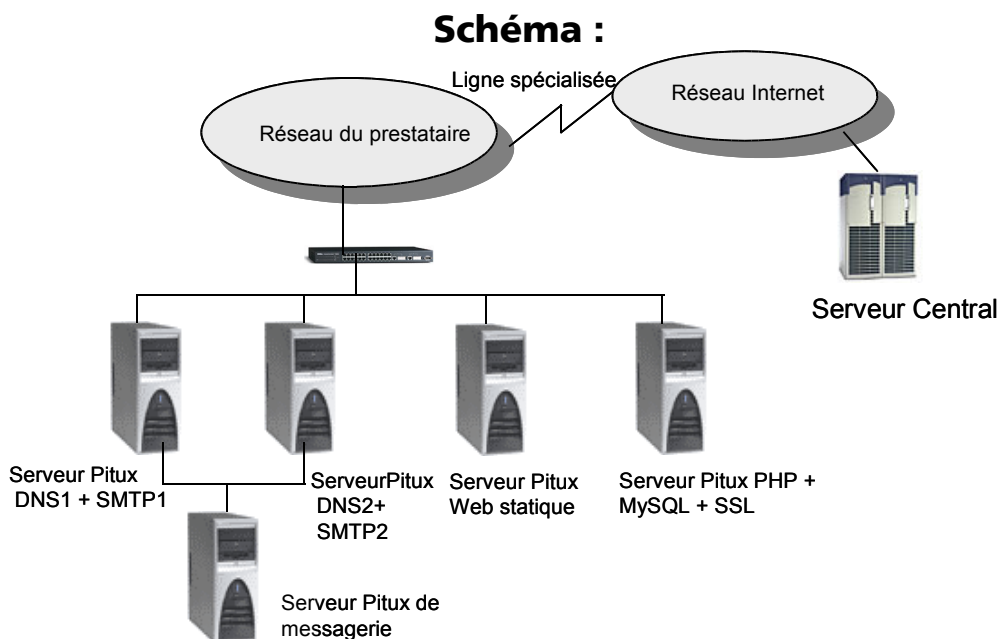 Schéma :
Ligne spécialisée
Réseau Internet
Réseau du prestataire
Serveur Central
Serveur Pitux
DNS1 + SMTP1
ServeurPitux
DNS2+
SMTP2
Serveur Pitux
Web statique
Serveur Pitux PHP +
MySQL + SSL
Serveur Pitux de
messagerie